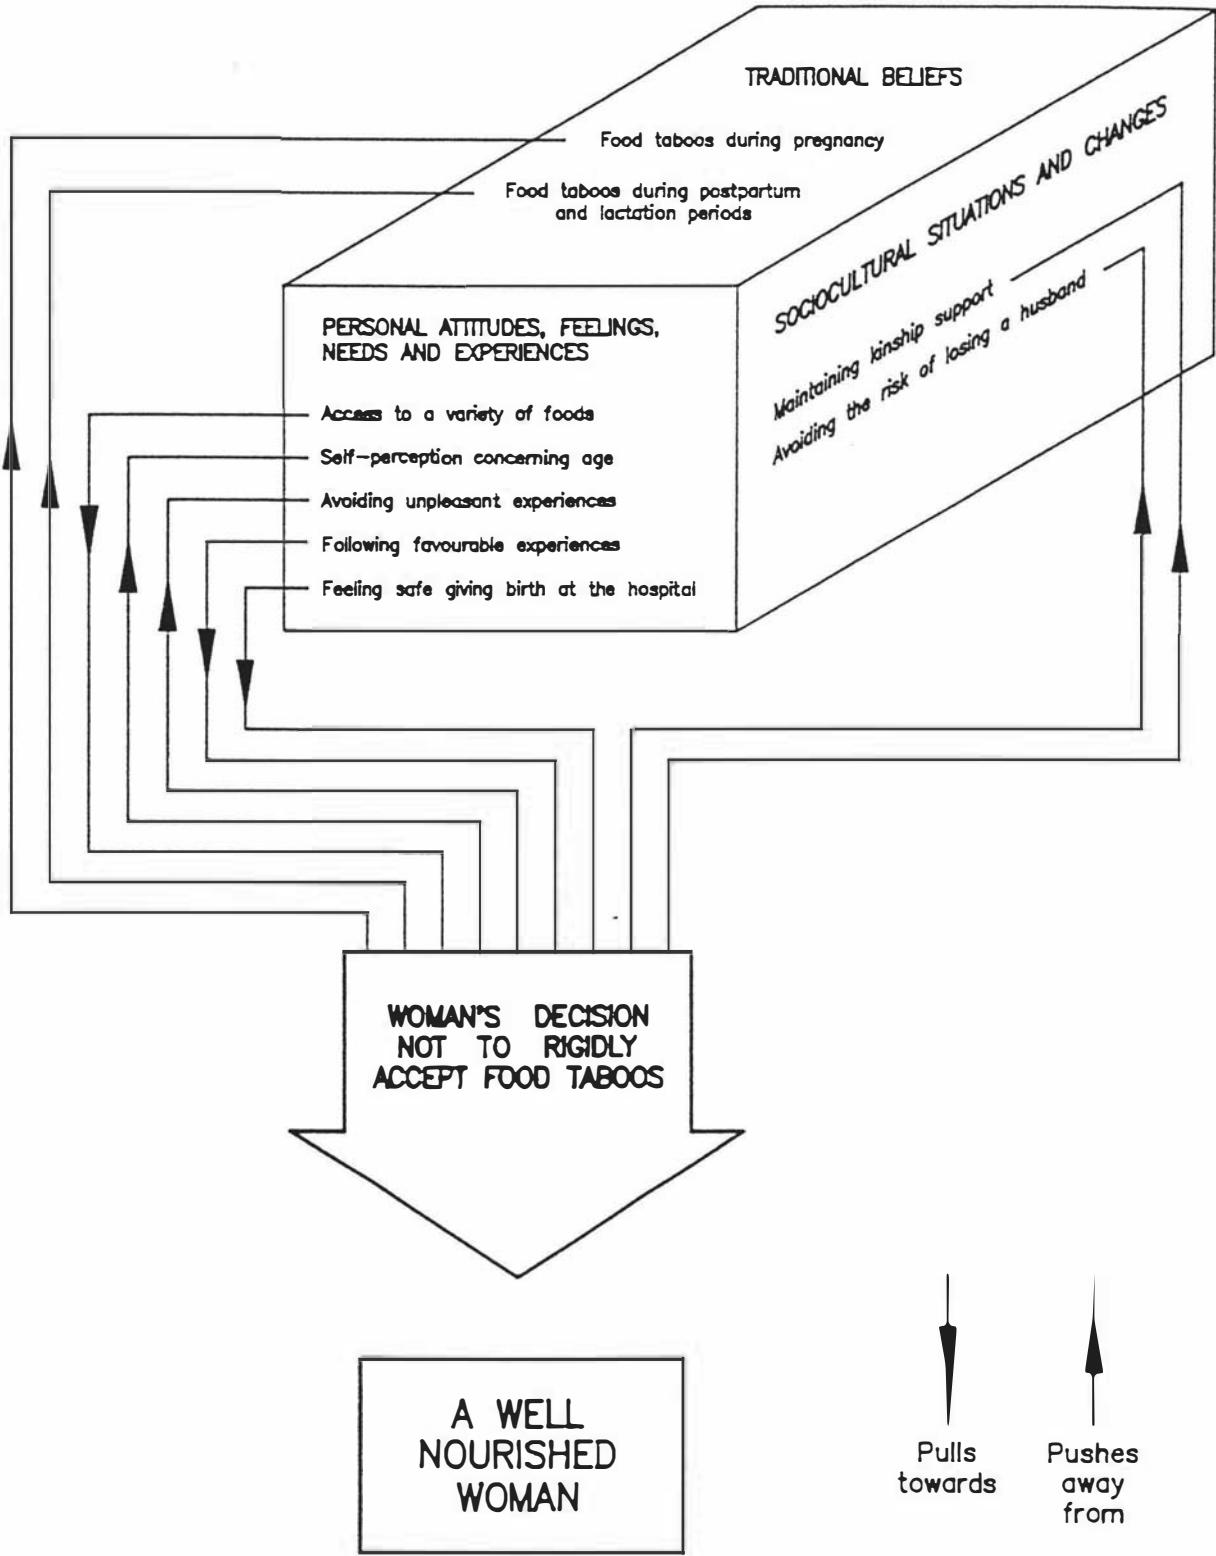 TRADITIONAL BELIEFS
Food taboos during pregnancy
Food taboos during postpartum
and lactation periods
SOCIOCULTURAL SITUATIONS AND CHANGES
Maintaining kinship support
Avoiding the risk of losing a husband
PERSONAL ATTITUDES, FEELINGS,
NEEDS AND EXPERIENCES
Access to a variety of foods
Self-perception concerning age
Avoiding unpleasant experiences
Following favourable experiences
Feeling safe giving birth at the hospital
WOMAN'S DECISION
NOT TO RIGIDLY
ACCEPT FOOD TABOOS
A WELL
NOURISHED
WOMAN
Pulls
towards
Pushes
away
from